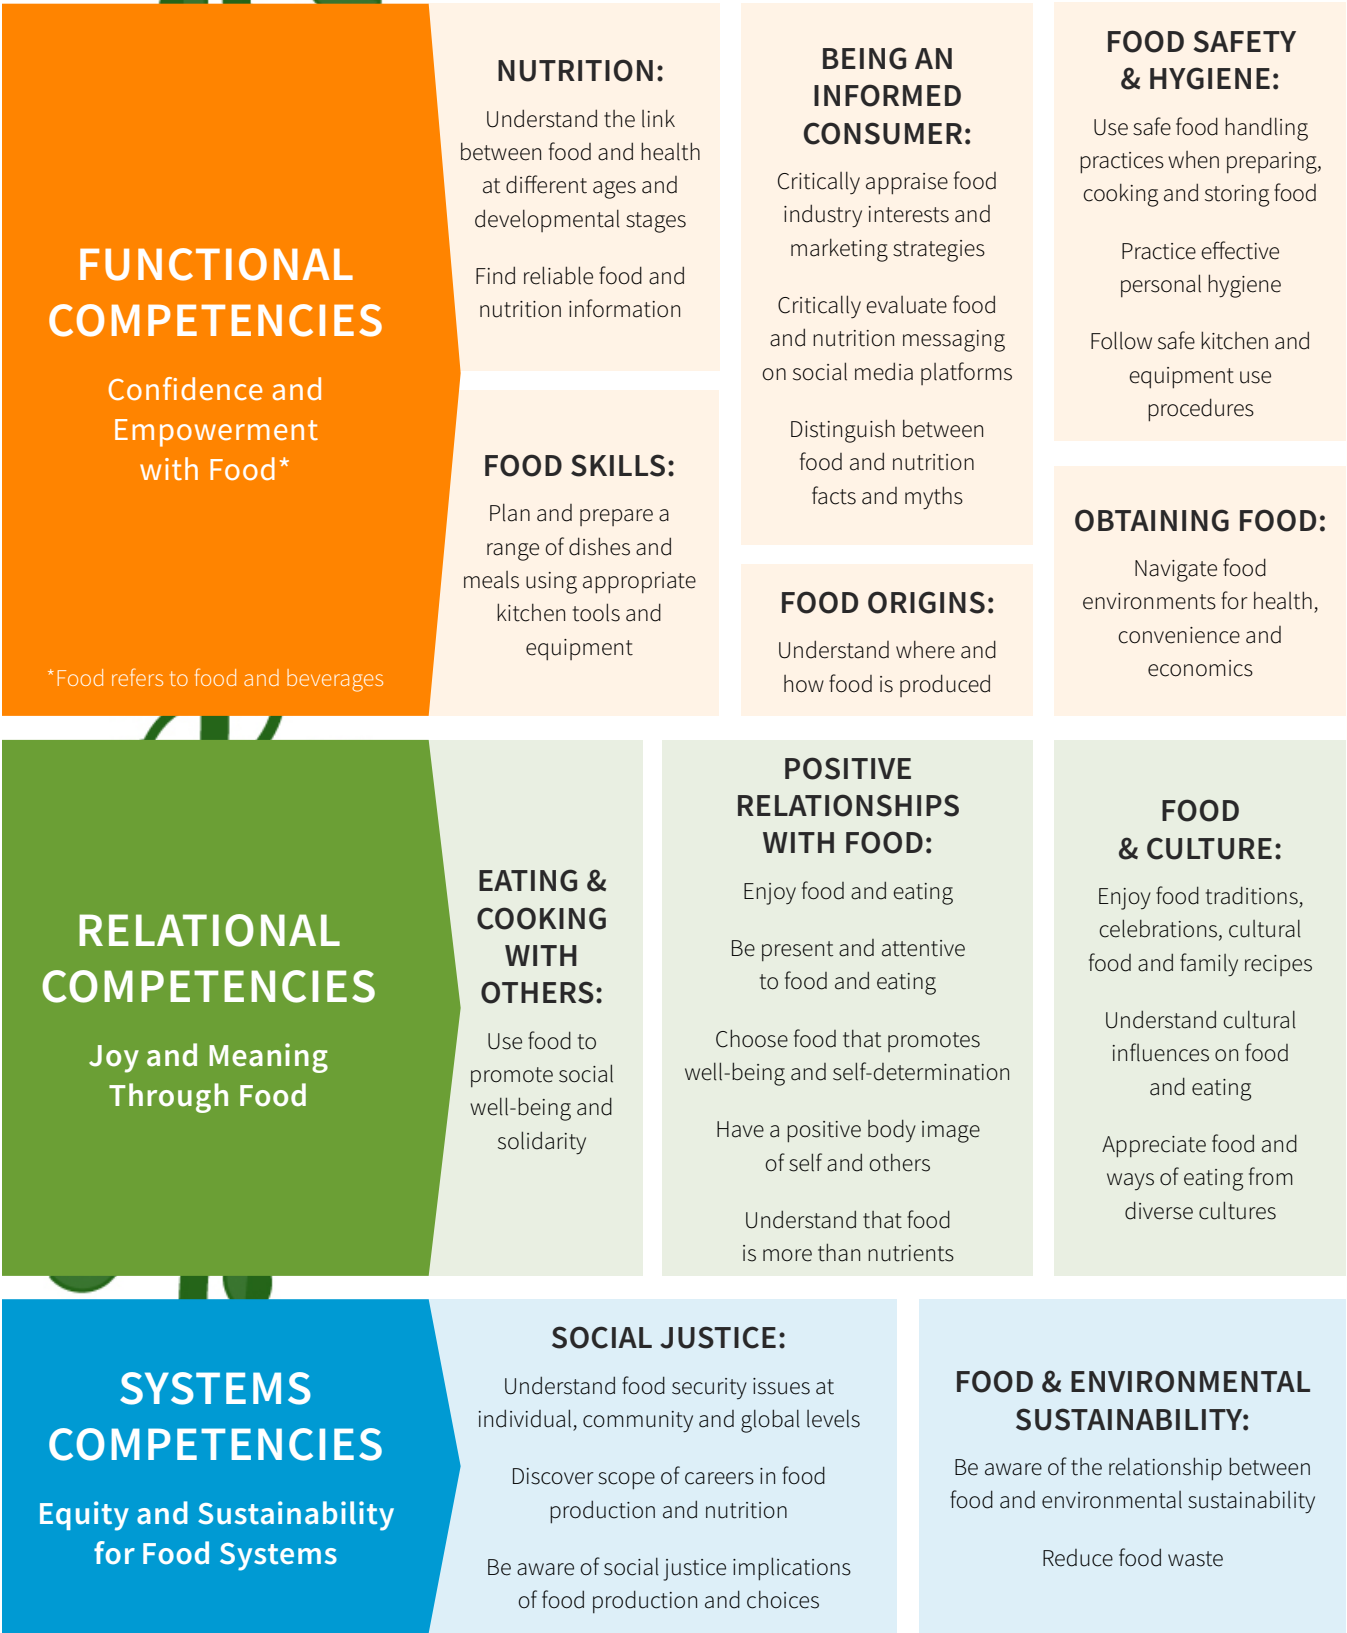 FUNCTIONAL
COMPETENCIES
Confidence and
Empowerment
with Food*
*Food refers to food and beverages
NUTRITION:
Understand the link
between food and health
at different ages and
developmental stages
Find reliable food and
nutrition information
FOOD SKILLS:
Plan and prepare a
range of dishes and
meals using appropriate
kitchen tools and
equipment
BEING AN
INFORMED
CONSUMER:
Critically appraise food
industry interests and
marketing strategies
Critically evaluate food
and nutrition messaging
on social media platforms
Distinguish between
food and nutrition
facts and myths
FOOD ORIGINS:
Understand where and
how food is produced
FOOD SAFETY
& HYGIENE:
Use safe food handling
practices when preparing,
cooking and storing food
Practice effective
personal hygiene
Follow safe kitchen and
equipment use
procedures
OBTAINING FOOD:
Navigate food
environments for health,
convenience and
economics
RELATIONAL
COMPETENCIES
Joy and Meaning
Through Food
EATING &
COOKING
WITH
OTHERS:
Use food to
promote social
well-being and
solidarity
POSITIVE
RELATIONSHIPS
WITH FOOD:
Enjoy food and eating
Be present and attentive
to food and eating
Choose food that promotes
well-being and self-determination
Have a positive body image
of self and others
Understand that food
is more than nutrients
FOOD
& CULTURE:
Enjoy food traditions,
celebrations, cultural
food and family recipes
Understand cultural
influences on food
and eating
Appreciate food and
ways of eating from
diverse cultures
SYSTEMS
COMPETENCIES
Equity and Sustainability
for Food Systems
SOCIAL JUSTICE:
Understand food security issues at
individual, community and global levels
Discover scope of careers in food
production and nutrition
Be aware of social justice implications
of food production and choices
FOOD & ENVIRONMENTAL
SUSTAINABILITY:
Be aware of the relationship between
food and environmental sustainability
Reduce food waste